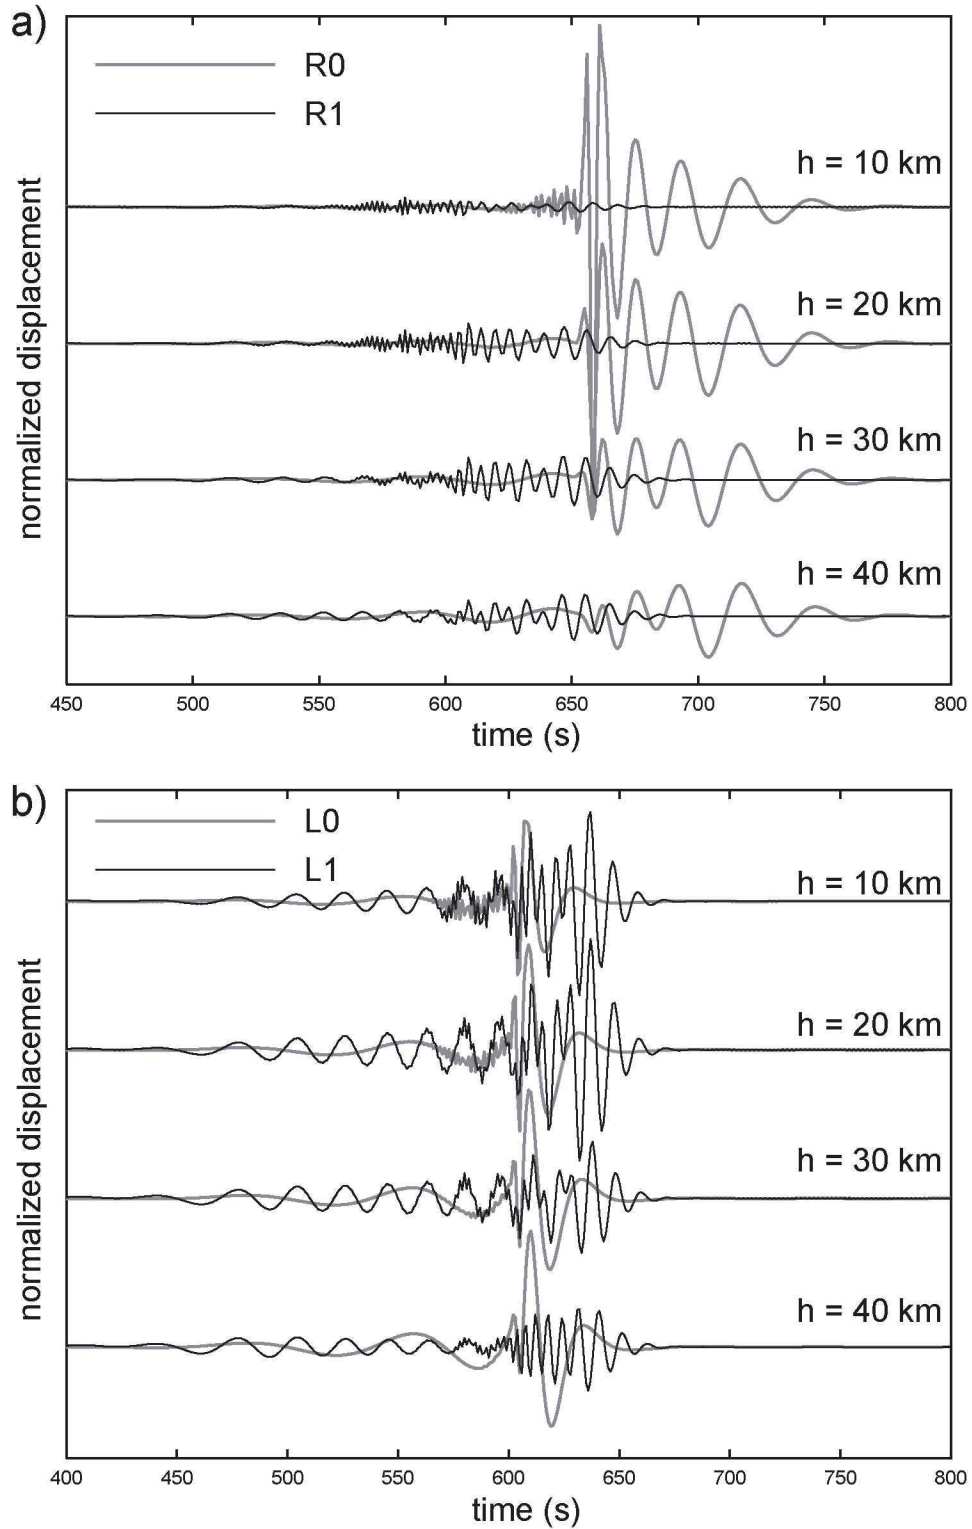 a)
R0
R1
h = 10 km
h = 20 km
h = 30 km
h = 40 km
normalized displacement
450 500 550 600 650 700 750 800
time (s)
b)
L0
L1
h = 10 km
h = 20 km
h = 30 km
h = 40 km
normalized displacement
400 450 500 550 600 650 700 750 800
time (s)